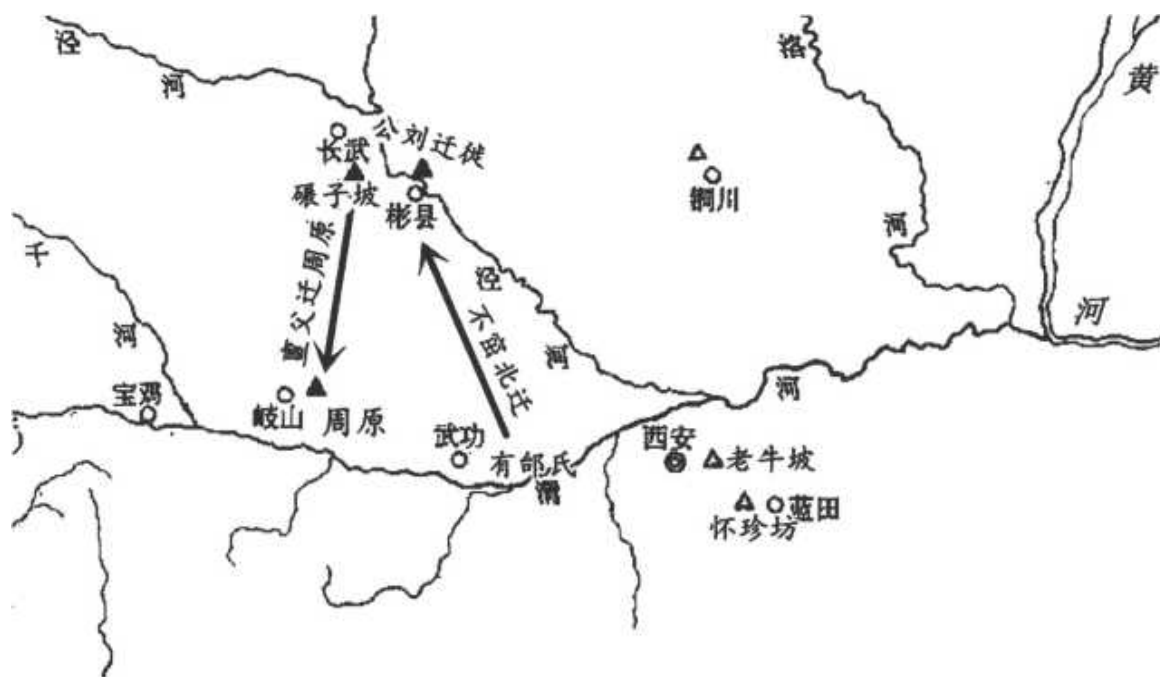 泾河
洛河
黄河
长武
公刘迁徙
碾子坡
彬县
铜川
亶父迁周原
不窋北迁
泾河
千河
宝鸡
岐山
周原
武功
有邰氏
渭河
西安
老牛坡
蓝田
怀珍坊